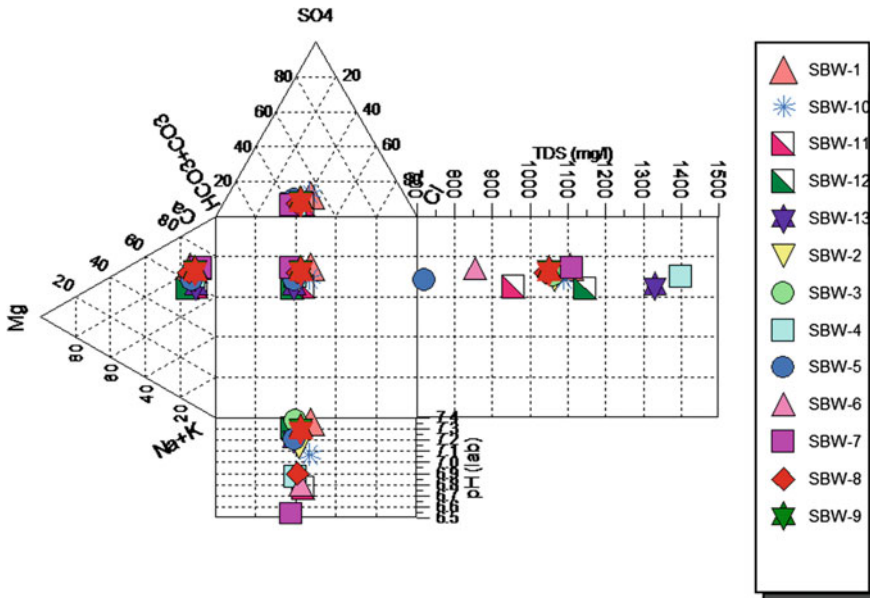 SO4
80 20
60 40
40 60
20 80
HCO3+CO3
Cl
Ca
80
60
40
20
Mg
80
60
40
20
Na+K
TDS (mg/l)
800
900
1000
1100
1200
1300
1400
1500
7.4
7.3
7.2
7.1
7.0
6.9
6.8
6.7
6.6
6.5
pH (lab)
SBW-1
SBW-10
SBW-11
SBW-12
SBW-13
SBW-2
SBW-3
SBW-4
SBW-5
SBW-6
SBW-7
SBW-8
SBW-9